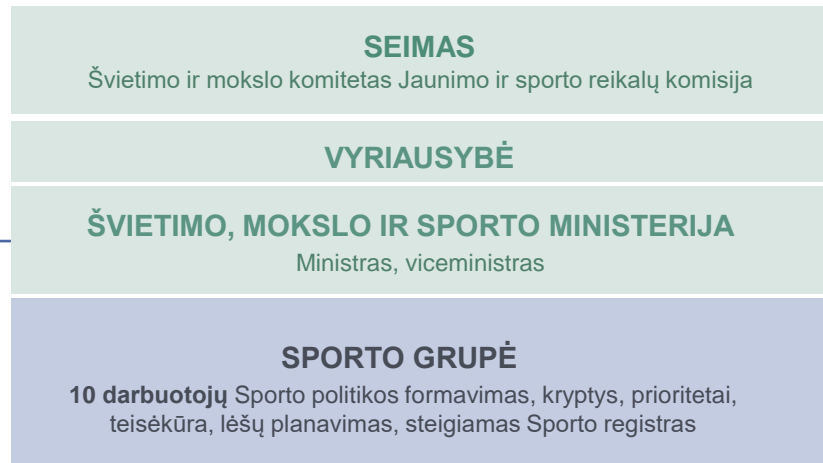 SEIMAS
Švietimo ir mokslo komitetas Jaunimo ir sporto reikalų komisija
VYRIAUSYBĖ
ŠVIETIMO, MOKSLO IR SPORTO MINISTERIJA
Ministras, viceministras
SPORTO GRUPĖ
10 darbuotojų Sporto politikos formavimas, kryptys, prioritetai,
teisėkūra, lėšų planavimas, steigiamas Sporto registras